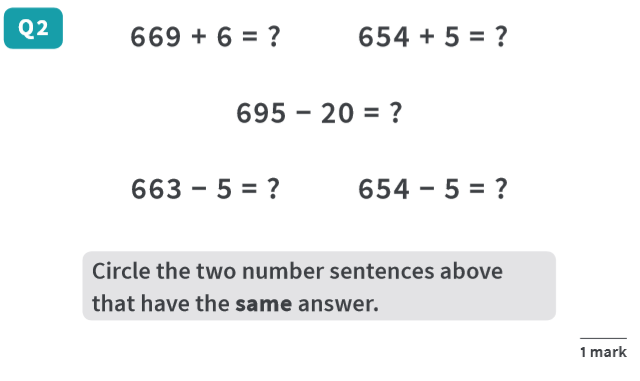 Q2
669 + 6 = ? 654 + 5 = ?
695 − 20 = ?
663 − 5 = ? 654 − 5 = ?
Circle the two number sentences above
that have the same answer.
1 mark